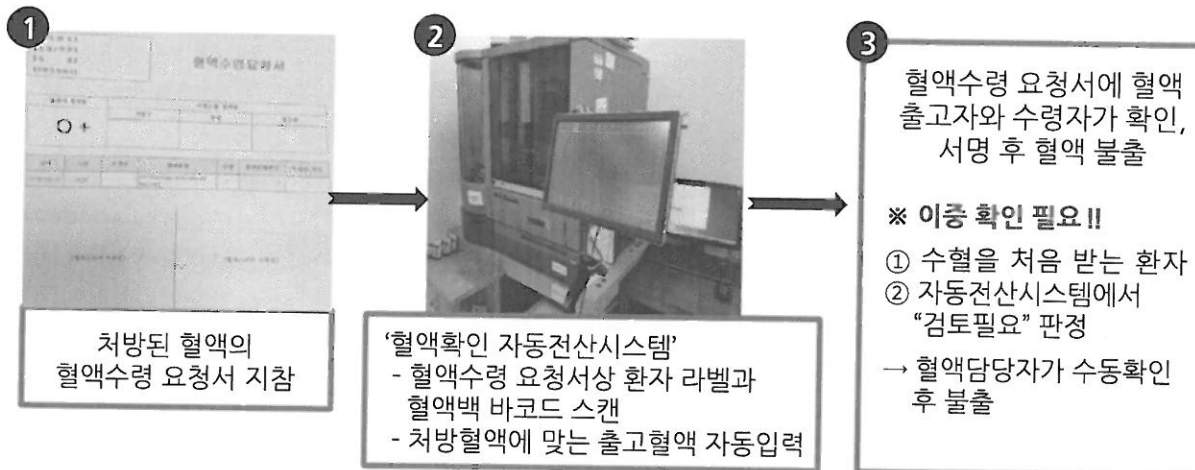 1
혈액수령요청서
O +
처방된 혈액의
혈액수령 요청서 지참
2
‘혈액확인 자동전산시스템’
- 혈액수령 요청서상 환자 라벨과
혈액백 바코드 스캔
- 처방혈액에 맞는 출고혈액 자동입력
3
혈액수령 요청서에 혈액
출고자와 수령자가 확인,
서명 후 혈액 불출
※ 이중 확인 필요!!
① 수혈을 처음 받는 환자
② 자동전산시스템에서
“검토필요” 판정
→ 혈액담당자가 수동확인
후 불출